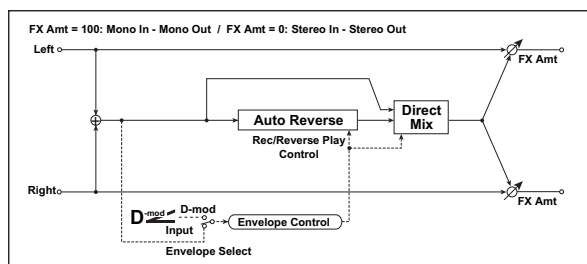 FX Amt = 100: Mono In - Mono Out / FX Amt = 0: Stereo In - Stereo Out
Left
FX Amt
Auto Reverse
Direct
Mix
Rec/Reverse Play
Control
Right
FX Amt
D-mod D-mod
Input
Envelope Control
Envelope Select